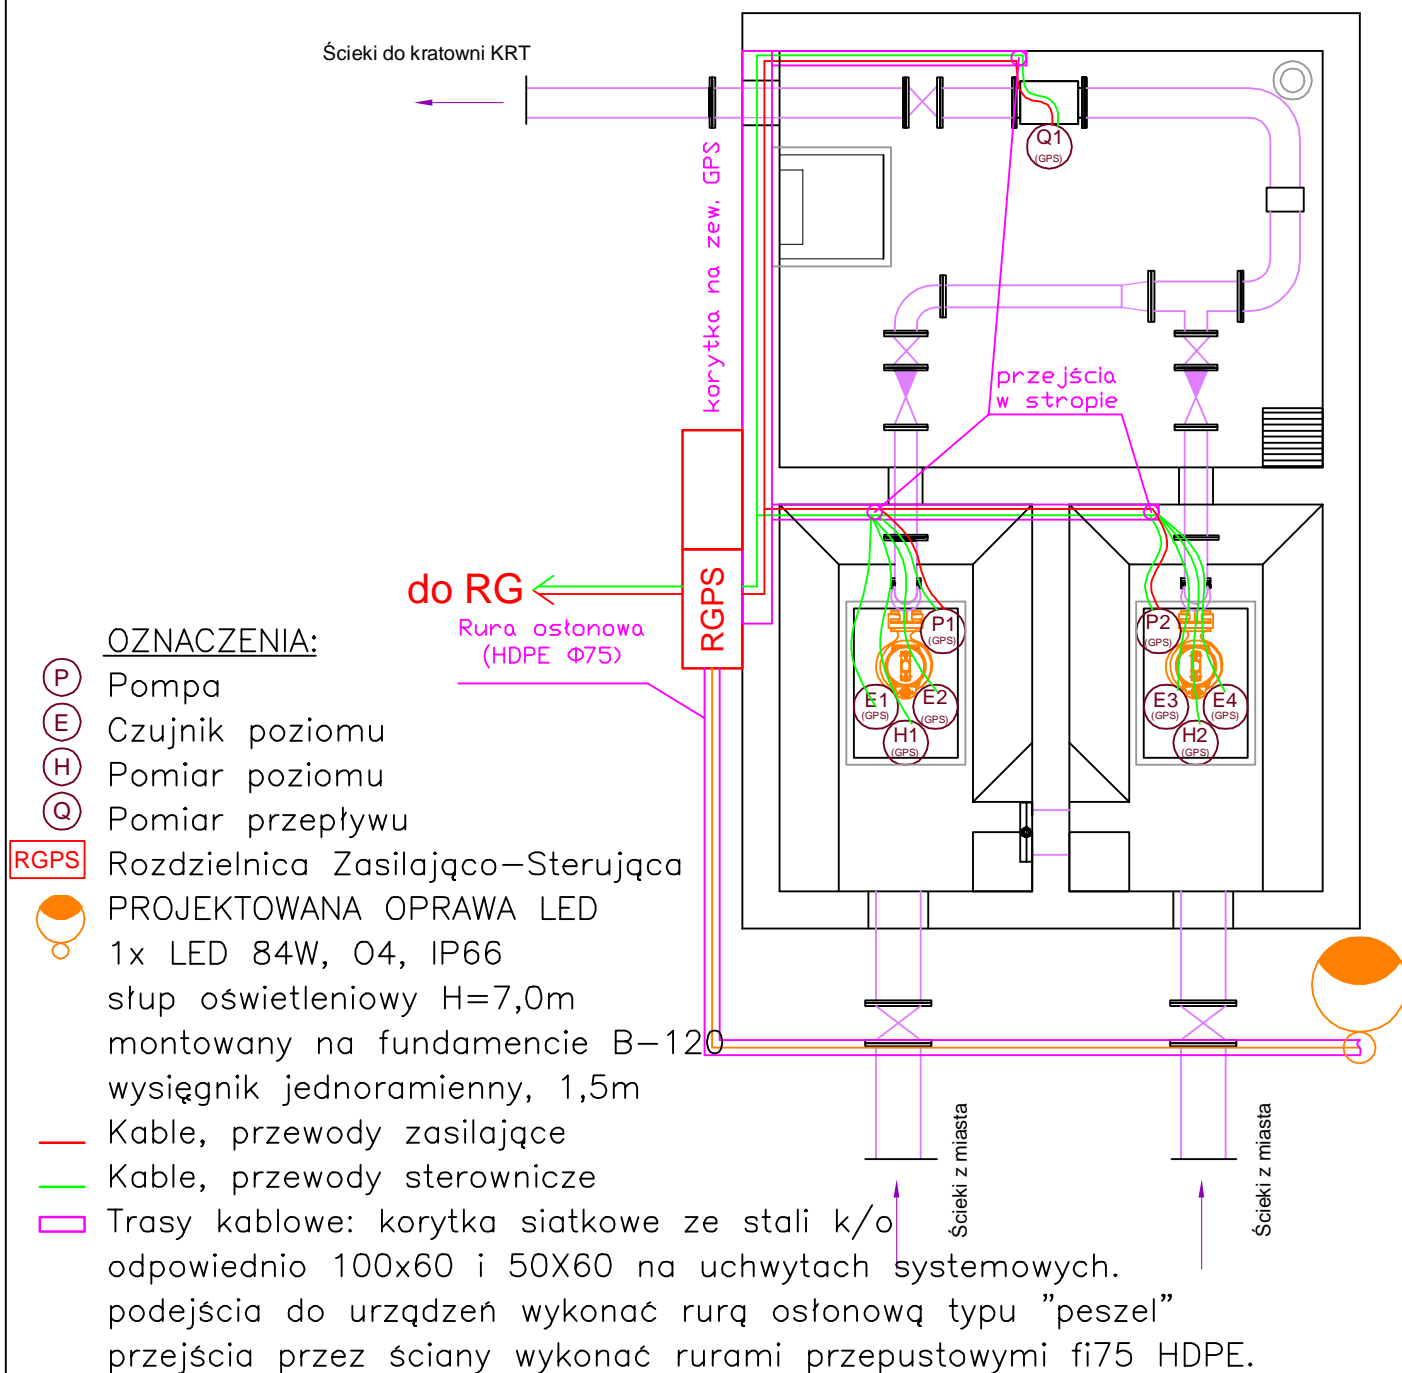 Ścieki do kratowni KRT
korytka na zew. GPS
Q1
(GPS)
przejścia
w stropie
do RG
RGPS
Rura osłonowa
(HDPE Φ75)
P1
(GPS)
E1
(GPS)
E2
(GPS)
H1
(GPS)
P2
(GPS)
E3
(GPS)
E4
(GPS)
H2
(GPS)
OZNACZENIA:
P Pompa
E Czujnik poziomu
H Pomiar poziomu
Q Pomiar przepływu
RGPS Rozdzielnica Zasilająco-Sterująca
PROJEKTOWANA OPRAWA LED
1x LED 84W, O4, IP66
słup oświetleniowy H=7,0m
montowany na fundamencie B-120
wysięgnik jednoramienny, 1,5m
Kable, przewody zasilające
Kable, przewody sterownicze
Trasy kablowe: korytka siatkowe ze stali k/o
odpowiednio 100x60 i 50X60 na uchwytach systemowych.
podejścia do urządzeń wykonać rurą osłonową typu "peszel"
przejścia przez ściany wykonać rurami przepustowymi fi75 HDPE.
Ścieki z miasta
Ścieki z miasta